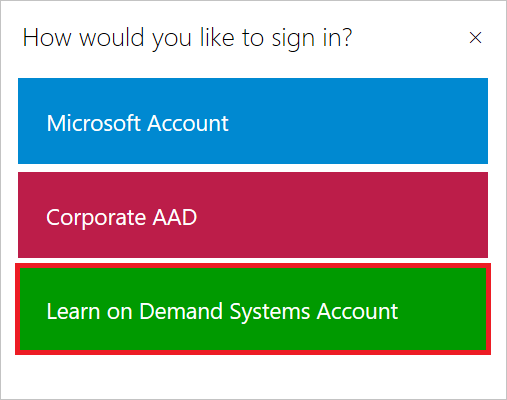 How would you like to sign in?
Microsoft Account
Corporate AAD
Learn on Demand Systems Account